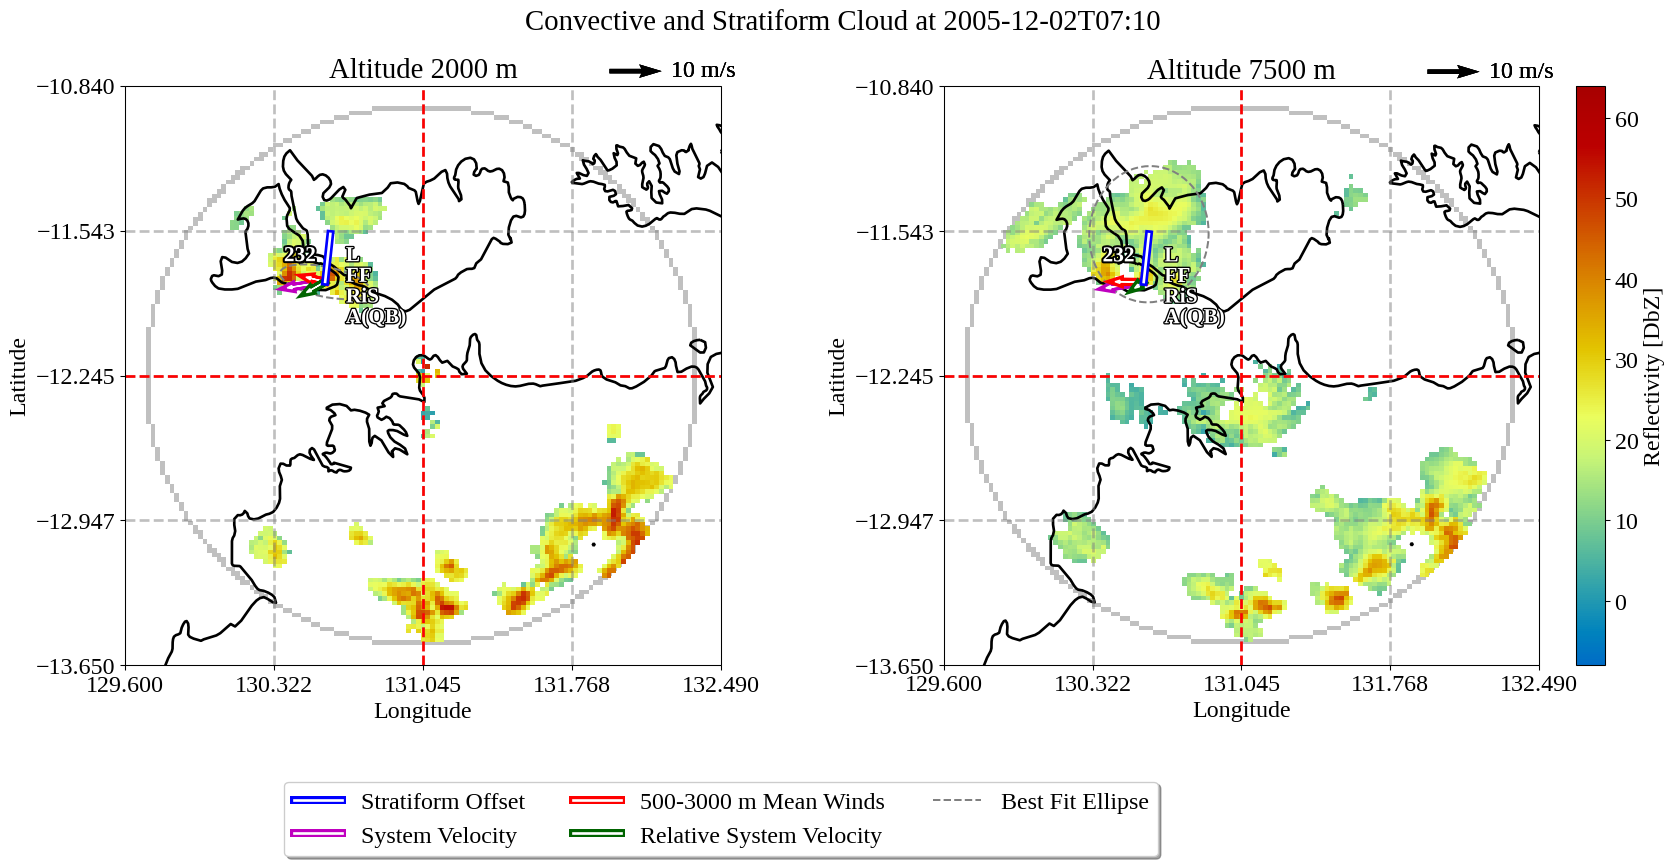 Convective and Stratiform Cloud at 2005-12-02T07:10
Altitude 2000 m
10 m/s
Altitude 7500 m
10 m/s
−10.840
−11.543
−12.245
−12.947
−13.650
129.600
130.322
131.045
131.768
132.490
Longitude
Latitude
232
L
FF
RiS
A(QB)
−10.840
−11.543
−12.245
−12.947
−13.650
129.600
130.322
131.045
131.768
132.490
Longitude
Latitude
232
L
FF
RiS
A(QB)
60
50
40
30
20
10
0
Reflectivity [DbZ]
Stratiform Offset
System Velocity
500-3000 m Mean Winds
Relative System Velocity
Best Fit Ellipse